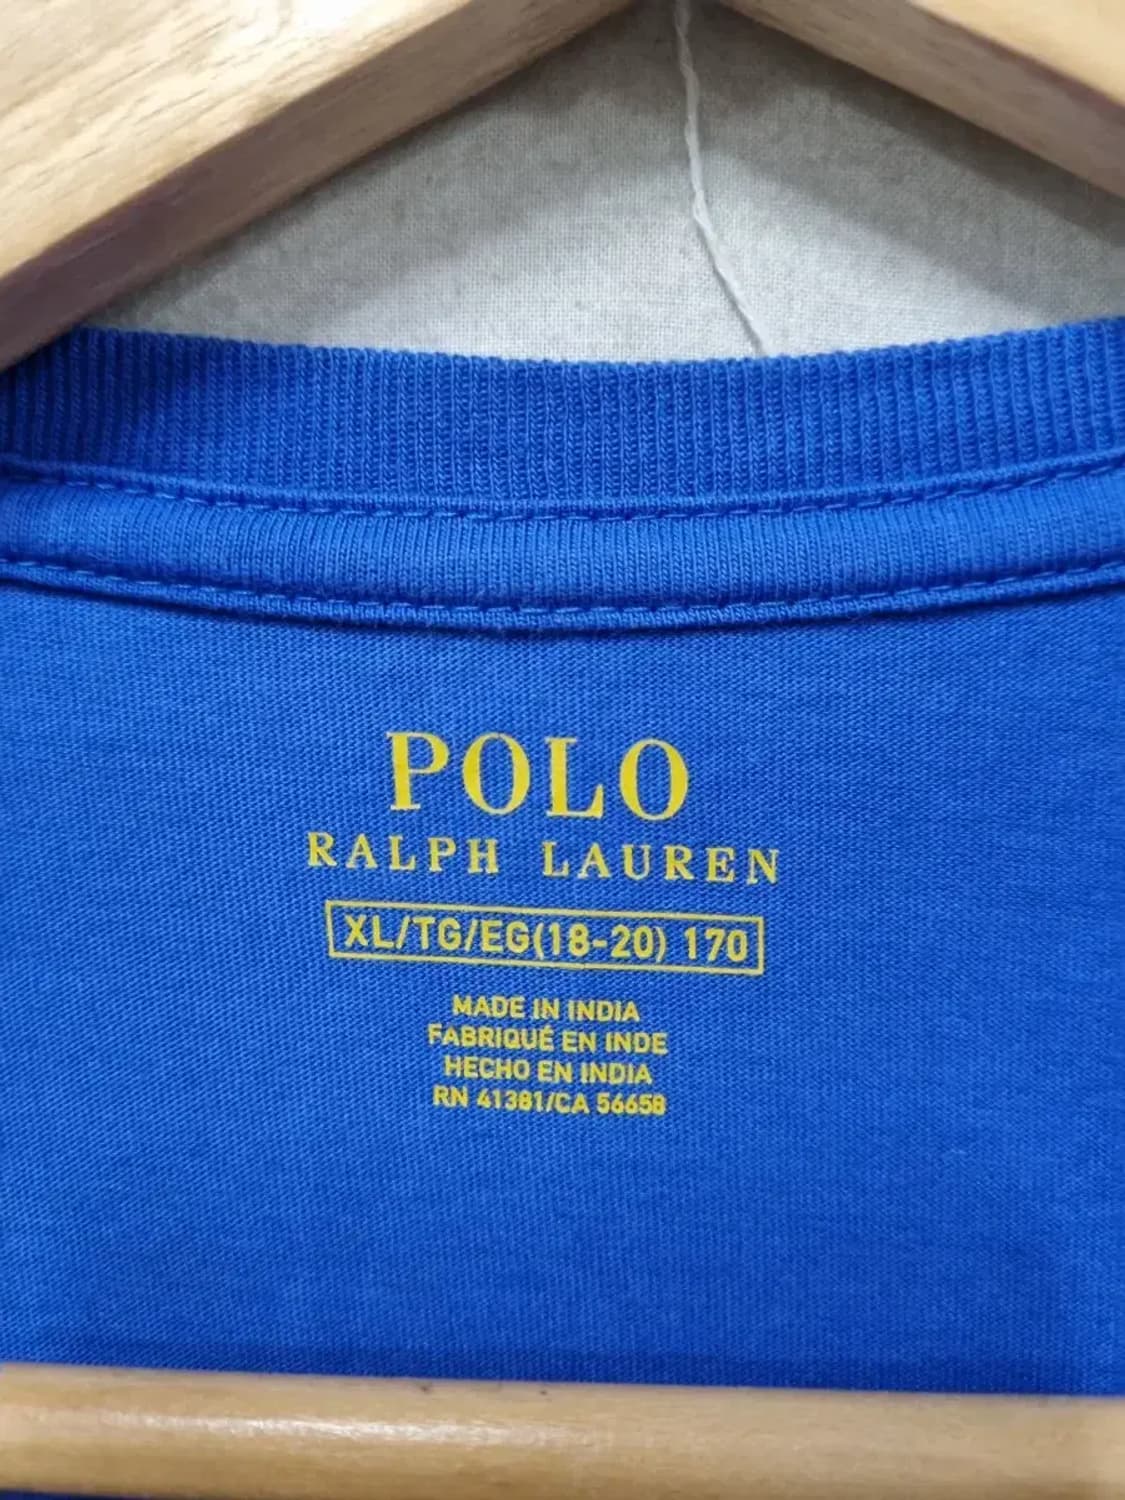 POLO
RALPH LAUREN
XL/TG/EG(18-20) 170
MADE IN INDIA
FABRIQUÉ EN INDE
HECHO EN INDIA
RN 41381/CA 56658